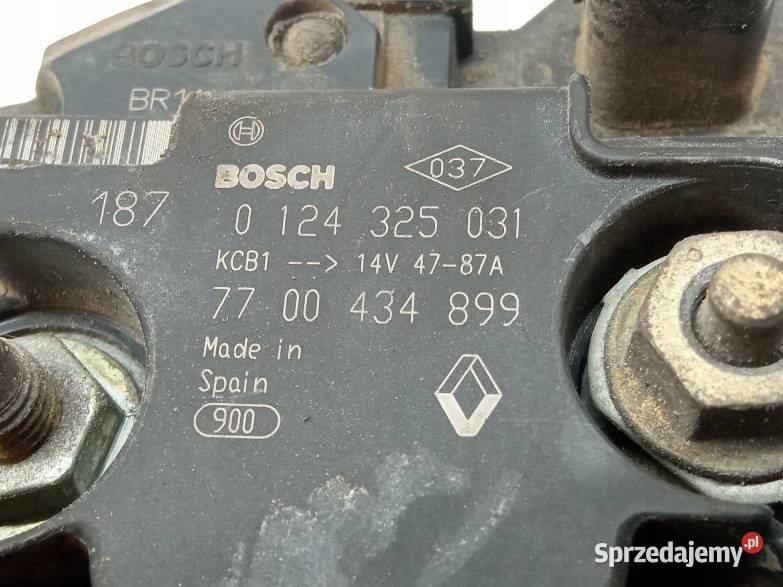 BOSCH
BR1
BOSCH
037
187
0 124 325 031
KCB1 --> 14V 47-87A
77 00 434 899
Made in
Spain
900
Sprzedajemy.pl